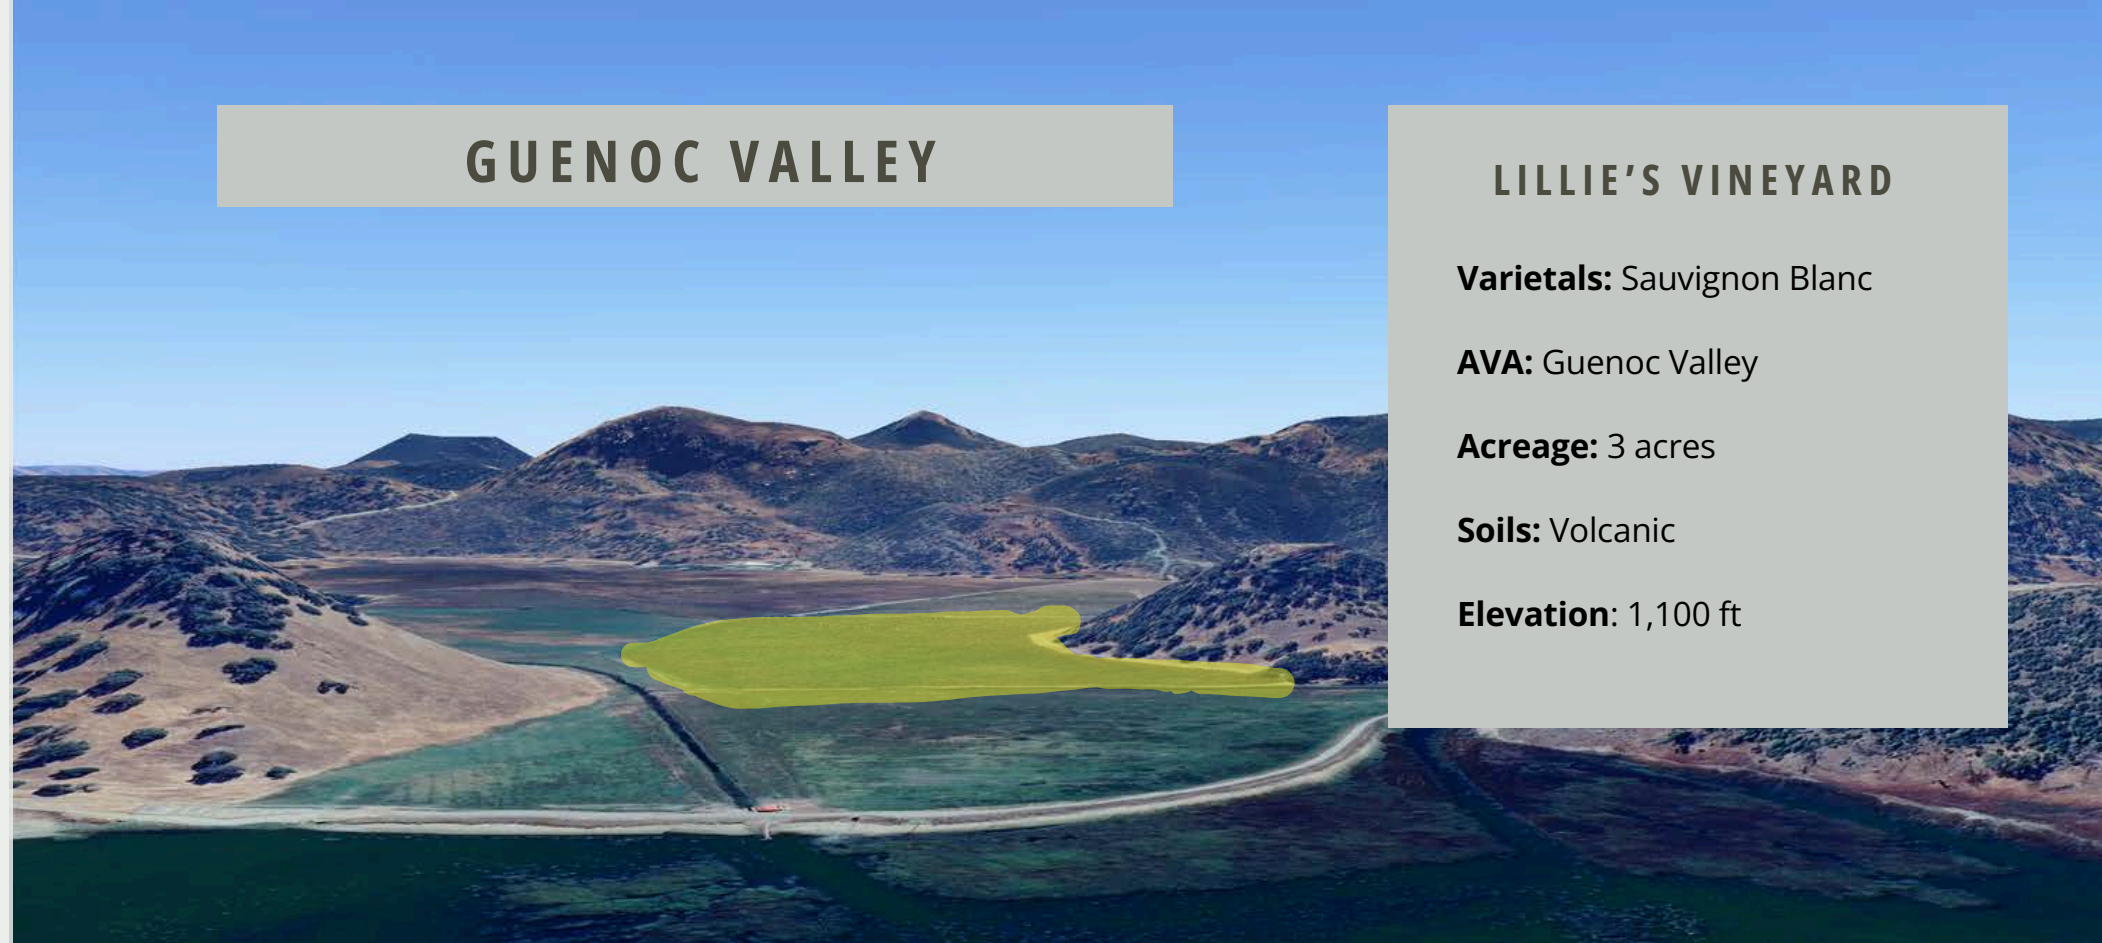 GUENOC VALLEY
LILLIE’S VINEYARD
Varietals: Sauvignon Blanc
AVA: Guenoc Valley
Acreage: 3 acres
Soils: Volcanic
Elevation: 1,100 ft